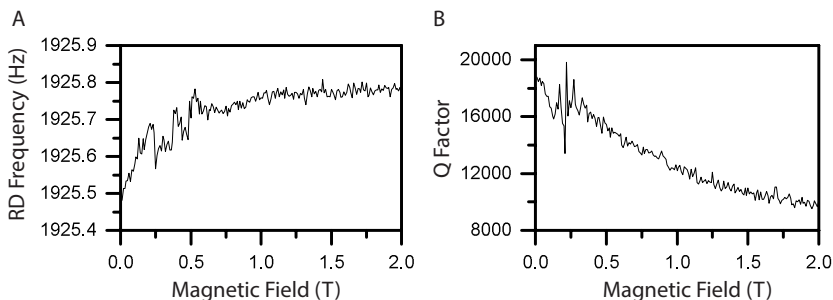 A
RD Frequency (Hz)
1925.9
1925.8
1925.7
1925.6
1925.5
1925.4
0.0 0.5 1.0 1.5 2.0
Magnetic Field (T)
B
Q Factor
20000
16000
12000
8000
0.0 0.5 1.0 1.5 2.0
Magnetic Field (T)